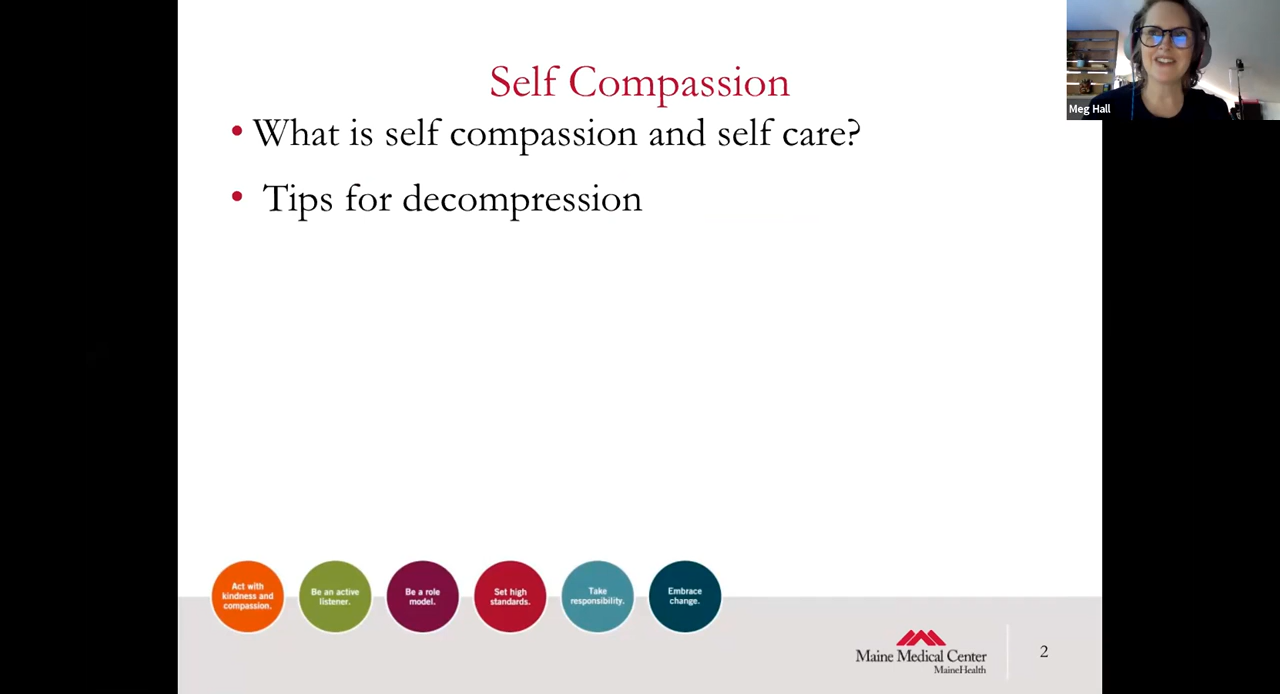 Self Compassion
• What is self compassion and self care?
• Tips for decompression
Meg Hall
Act with
kindness and
compassion.
Be an active
listener.
Be a role
model.
Set high
standards.
Take
responsibility.
Embrace
change.
Maine Medical Center
MaineHealth
2